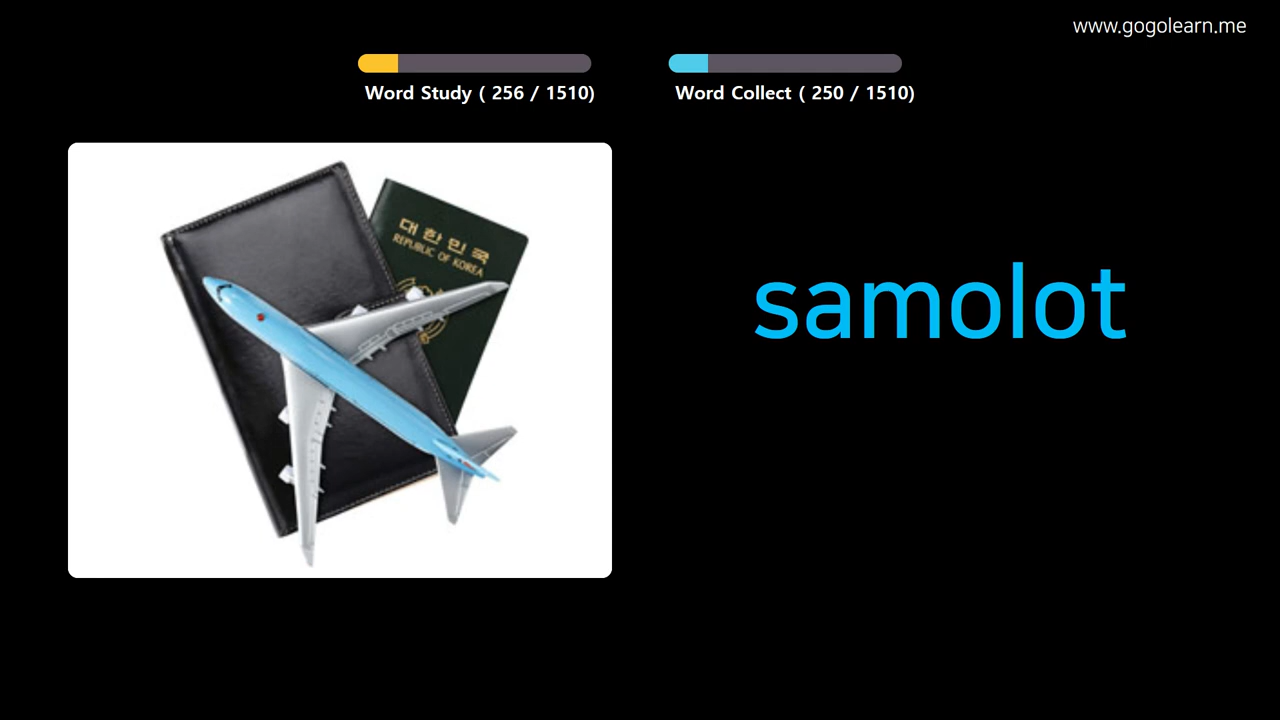 www.gogolearn.me
Word Study ( 256 / 1510)
Word Collect ( 250 / 1510)
대한민국
REPUBLIC OF KOREA
samolot